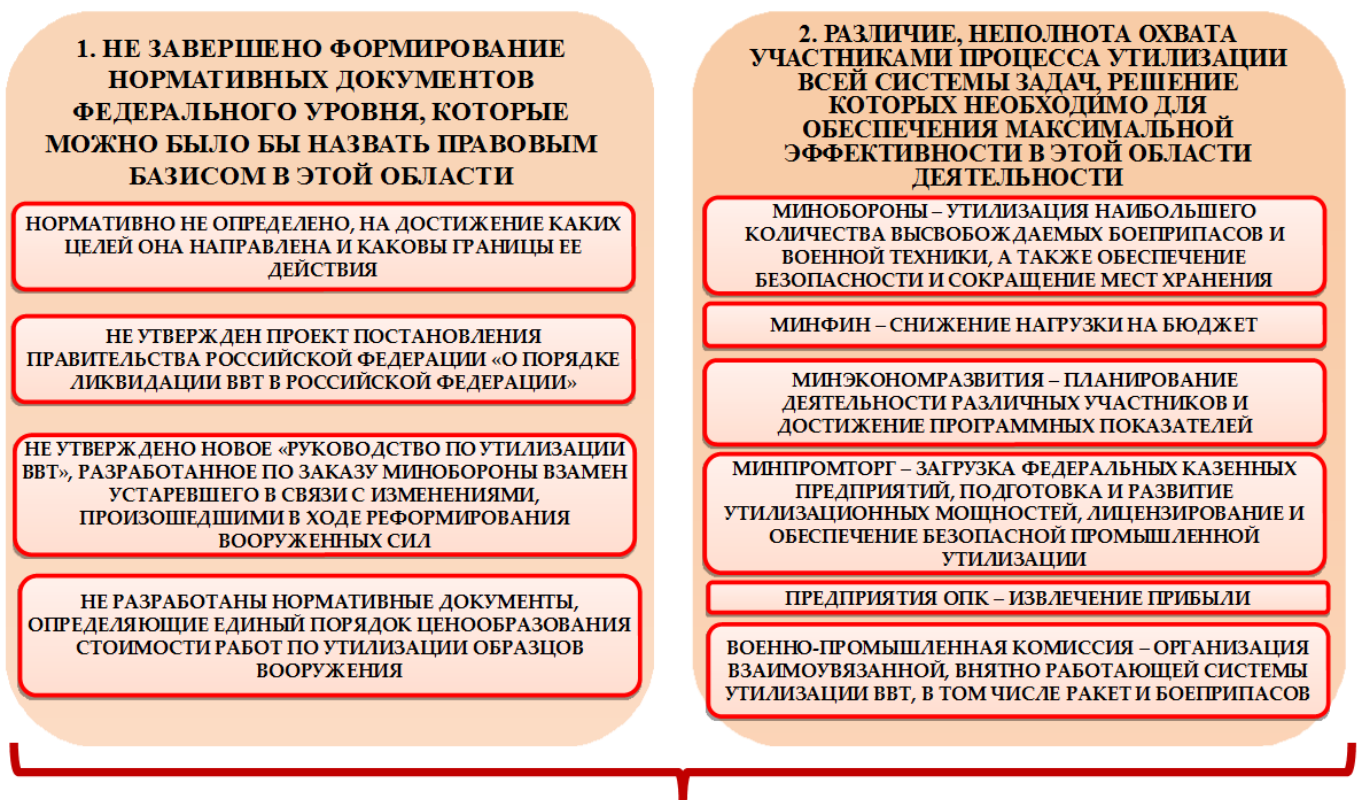 1. НЕ ЗАВЕРШЕНО ФОРМИРОВАНИЕ
НОРМАТИВНЫХ ДОКУМЕНТОВ
ФЕДЕРАЛЬНОГО УРОВНЯ, КОТОРЫЕ
МОЖНО БЫЛО БЫ НАЗВАТЬ ПРАВОВЫМ
БАЗИСОМ В ЭТОЙ ОБЛАСТИ
НОРМАТИВНО НЕ ОПРЕДЕЛЕНО, НА ДОСТИЖЕНИЕ КАКИХ
ЦЕЛЕЙ ОНА НАПРАВЛЕНА И КАКОВЫ ГРАНИЦЫ ЕЕ
ДЕЙСТВИЯ
НЕ УТВЕРЖДЕН ПРОЕКТ ПОСТАНОВЛЕНИЯ
ПРАВИТЕЛЬСТВА РОССИЙСКОЙ ФЕДЕРАЦИИ «О ПОРЯДКЕ
ЛИКВИДАЦИИ ВВТ В РОССИЙСКОЙ ФЕДЕРАЦИИ»
НЕ УТВЕРЖДЕНО НОВОЕ «РУКОВОДСТВО ПО УТИЛИЗАЦИИ
ВВТ», РАЗРАБОТАННОЕ ПО ЗАКАЗУ МИНОБОРОНЫ ВЗАМЕН
УСТАРЕВШЕГО В СВЯЗИ С ИЗМЕНЕНИЯМИ,
ПРОИЗОШЕДШИМИ В ХОДЕ РЕФОРМИРОВАНИЯ
ВООРУЖЕННЫХ СИЛ
НЕ РАЗРАБОТАНЫ НОРМАТИВНЫЕ ДОКУМЕНТЫ,
ОПРЕДЕЛЯЮЩИЕ ЕДИНЫЙ ПОРЯДОК ЦЕНООБРАЗОВАНИЯ
СТОИМОСТИ РАБОТ ПО УТИЛИЗАЦИИ ОБРАЗЦОВ
ВООРУЖЕНИЯ
2. РАЗЛИЧИЕ, НЕПОЛНОТА ОХВАТА
УЧАСТНИКАМИ ПРОЦЕССА УТИЛИЗАЦИИ
ВСЕЙ СИСТЕМЫ ЗАДАЧ, РЕШЕНИЕ
КОТОРЫХ НЕОБХОДИМО ДЛЯ
ОБЕСПЕЧЕНИЯ МАКСИМАЛЬНОЙ
ЭФФЕКТИВНОСТИ В ЭТОЙ ОБЛАСТИ
ДЕЯТЕЛЬНОСТИ
МИНОБОРОНЫ – УТИЛИЗАЦИЯ НАИБОЛЬШЕГО
КОЛИЧЕСТВА ВЫСВОБОЖДАЕМЫХ БОЕПРИПАСОВ И
ВОЕННОЙ ТЕХНИКИ, А ТАКЖЕ ОБЕСПЕЧЕНИЕ
БЕЗОПАСНОСТИ И СОКРАЩЕНИЕ МЕСТ ХРАНЕНИЯ
МИНФИН – СНИЖЕНИЕ НАГРУЗКИ НА БЮДЖЕТ
МИНЭКОНОМРАЗВИТИЯ – ПЛАНИРОВАНИЕ
ДЕЯТЕЛЬНОСТИ РАЗЛИЧНЫХ УЧАСТНИКОВ И
ДОСТИЖЕНИЕ ПРОГРАММНЫХ ПОКАЗАТЕЛЕЙ
МИНПРОМТОРГ – ЗАГРУЗКА ФЕДЕРАЛЬНЫХ КАЗЕННЫХ
ПРЕДПРИЯТИЙ, ПОДГОТОВКА И РАЗВИТИЕ
УТИЛИЗАЦИОННЫХ МОЩНОСТЕЙ, ЛИЦЕНЗИРОВАНИЕ И
ОБЕСПЕЧЕНИЕ БЕЗОПАСНОЙ ПРОМЫШЛЕННОЙ
УТИЛИЗАЦИИ
ПРЕДПРИЯТИЯ ОПК – ИЗВЛЕЧЕНИЕ ПРИБЫЛИ
ВОЕННО-ПРОМЫШЛЕННАЯ КОМИССИЯ – ОРГАНИЗАЦИЯ
ВЗАИМОУВЯЗАННОЙ, ВНЯТНО РАБОТАЮЩЕЙ СИСТЕМЫ
УТИЛИЗАЦИИ ВВТ, В ТОМ ЧИСЛЕ РАКЕТ И БОЕПРИПАСОВ